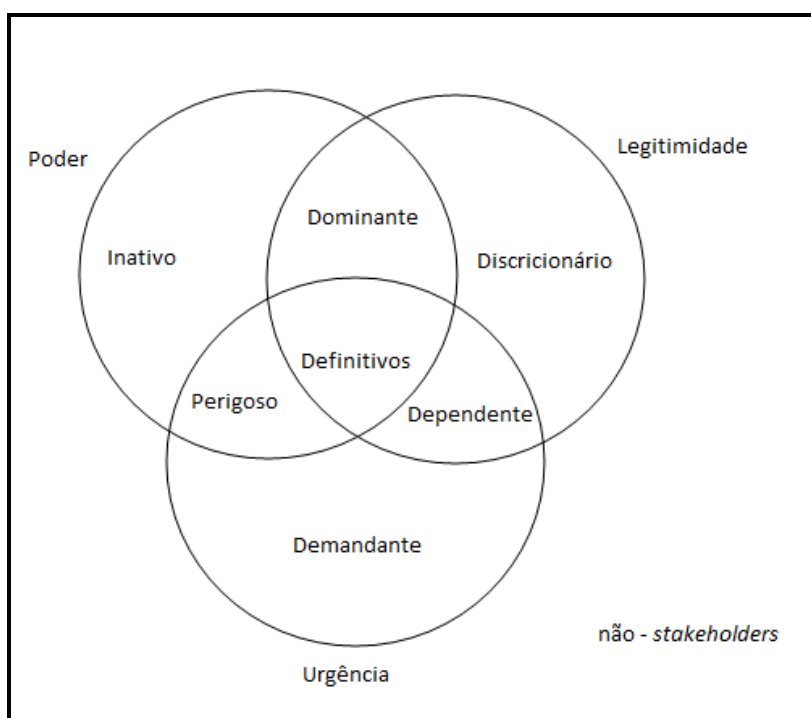 Legitimidade
Poder
Dominante
Inativo
Discricionário
Definitivos
Perigoso
Dependente
Demandante
não - stakeholders
Urgência